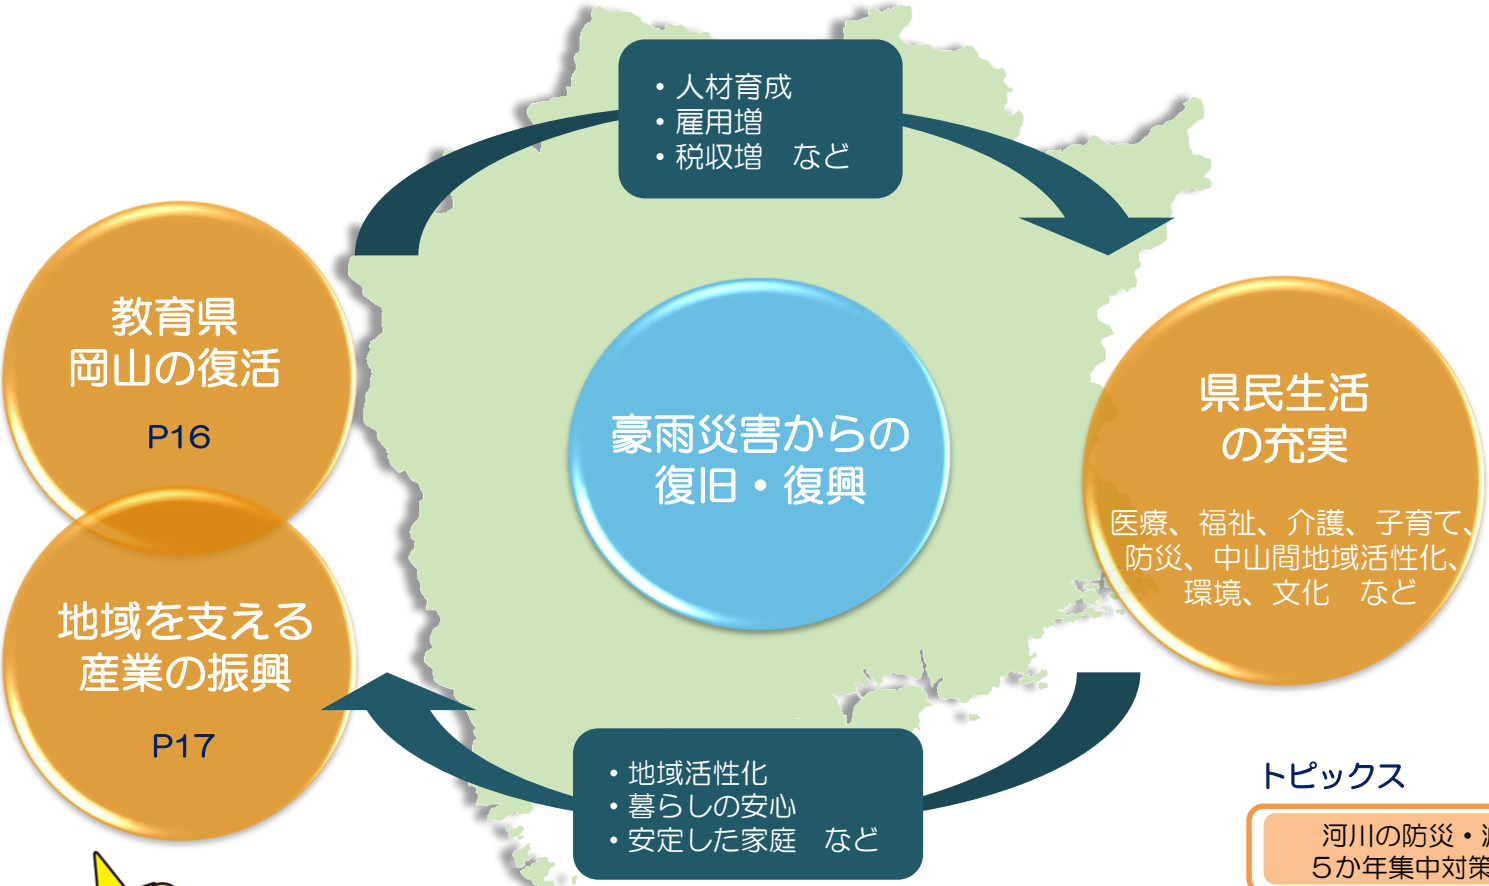 ・人材育成
・雇用増
・税収増　など
教育県
岡山の復活
P16
豪雨災害からの
復旧・復興
県民生活
の充実
医療、福祉、介護、子育て、
防災、中山間地域活性化、
環境、文化　など
地域を支える
産業の振興
P17
・地域活性化
・暮らしの安心
・安定した家庭　など
トピックス
河川の防災・
５か年集中対策